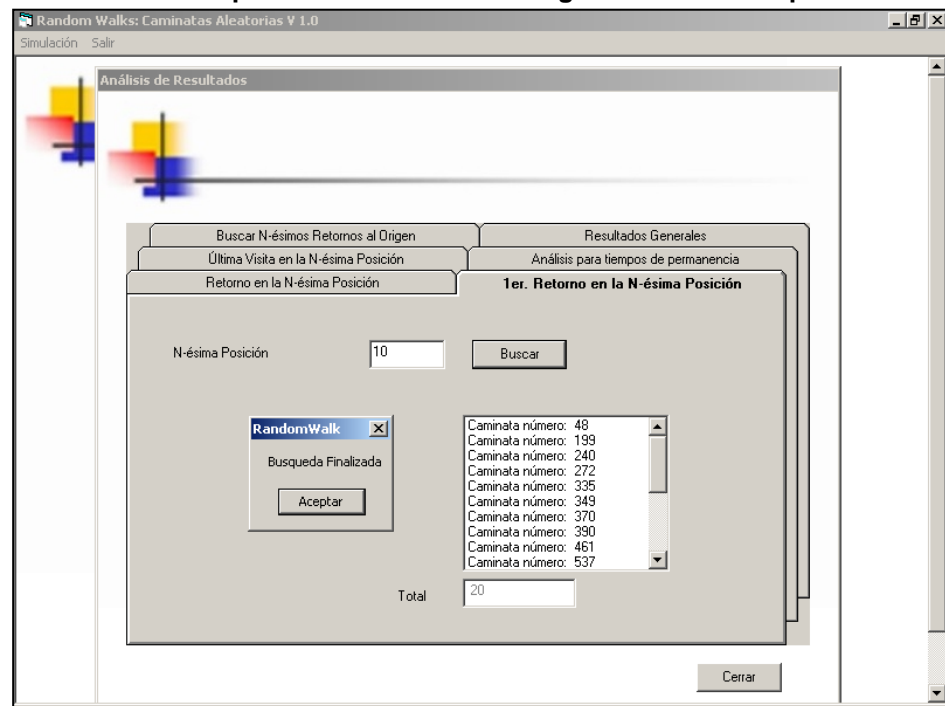 Random Walks: Caminatas Aleatorias V 1.0
Simulación Salir
Análisis de Resultados
Buscar N-ésimos Retornos al Origen
Resultados Generales
Última Visita en la N-ésima Posición
Análisis para tiempos de permanencia
Retorno en la N-ésima Posición
1er. Retorno en la N-ésima Posición
N-ésima Posición
10
Buscar
RandomWalk
Busqueda Finalizada
Aceptar
Caminata número: 48
Caminata número: 199
Caminata número: 240
Caminata número: 272
Caminata número: 335
Caminata número: 349
Caminata número: 370
Caminata número: 390
Caminata número: 461
Caminata número: 537
Total
20
Cerrar